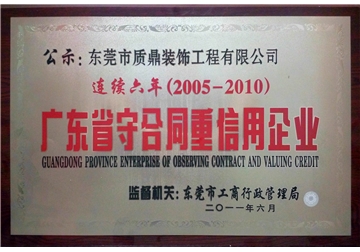 公示：东莞市质鼎装饰工程有限公司
连续六年(2005-2010)
广东省守合同重信用企业
GUANGDONG PROVINCE ENTERPRISE OF OBSERVING CONTRACT AND VALUING CREDIT
监督机关：东莞市工商行政管理局
二〇一一年六月